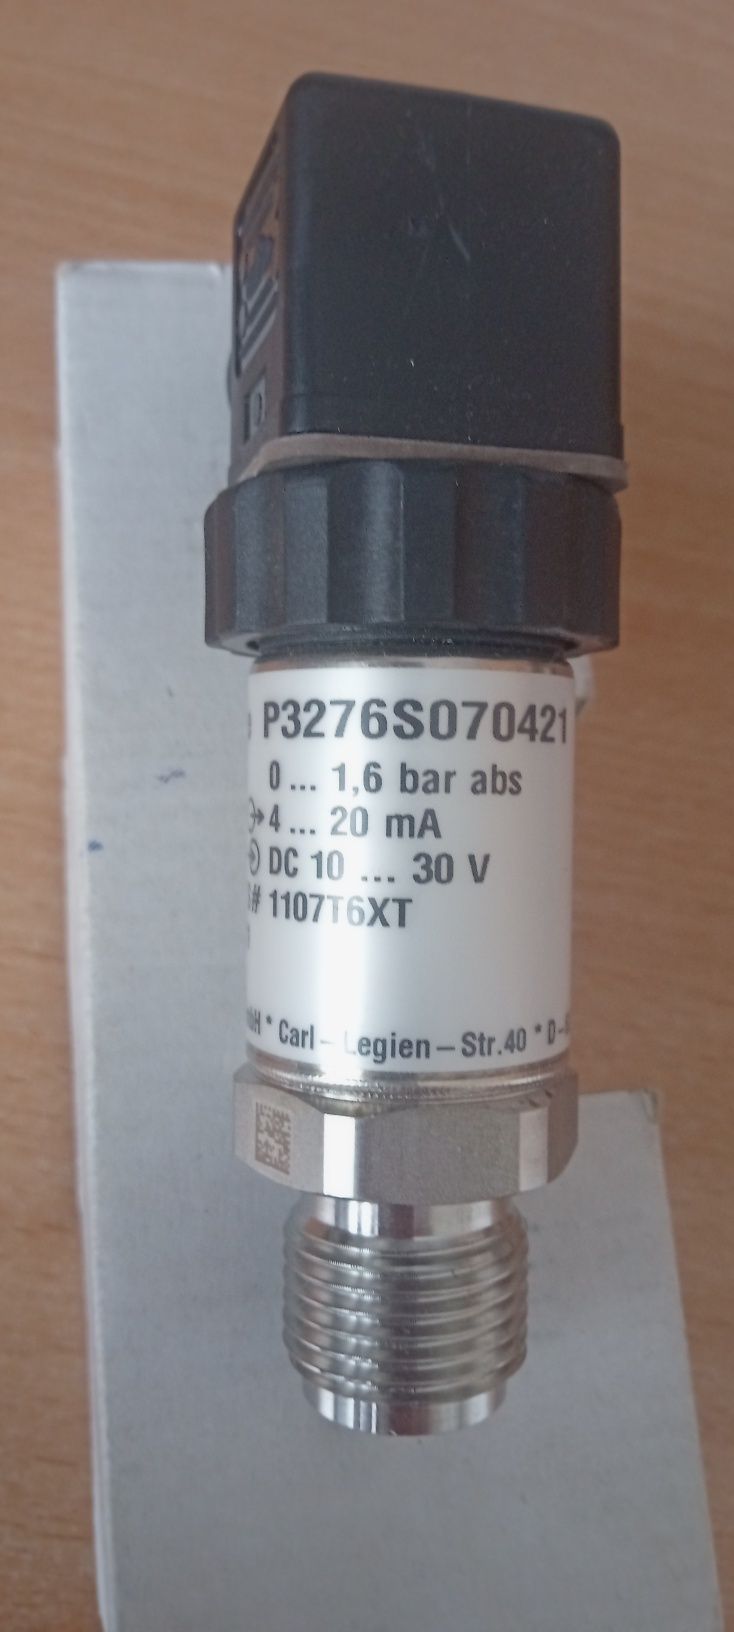 P3276S070421
0 ... 1,6 bar abs
4 ... 20 mA
DC 10 ... 30 V
# 1107T6XT
* Carl-Legien-Str.40 * D-